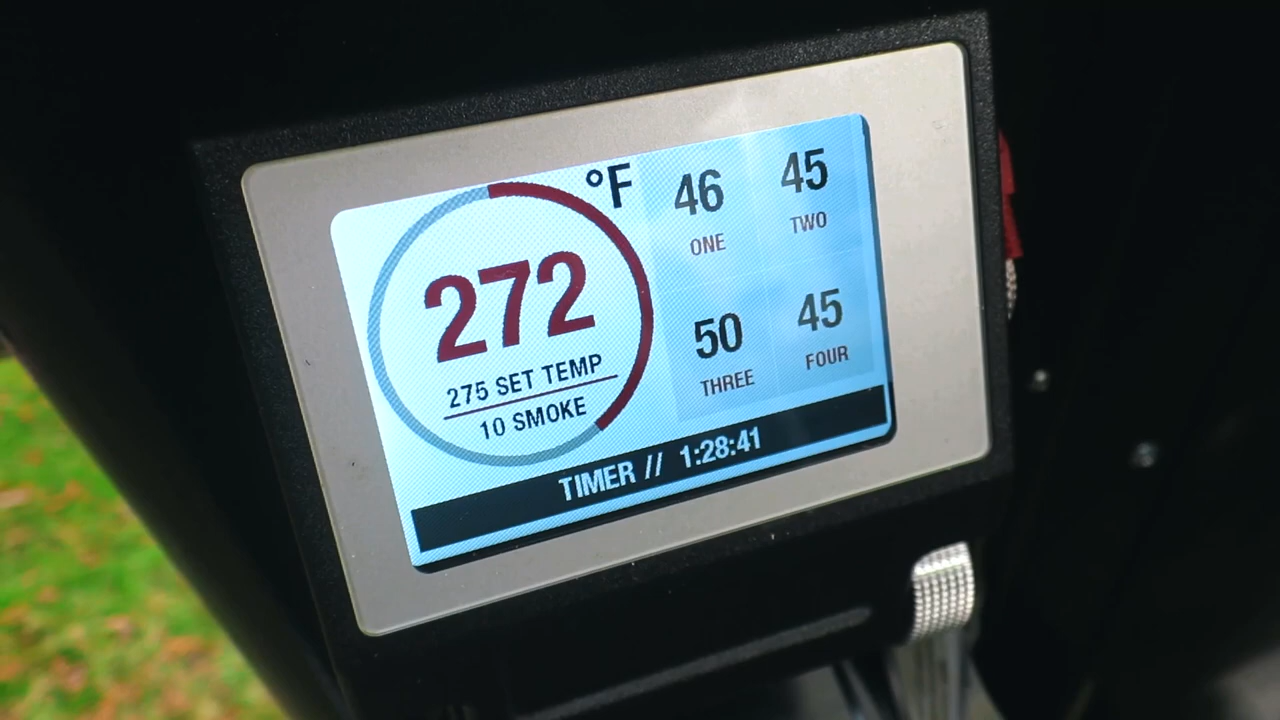 °F
272
275 SET TEMP
10 SMOKE
46
ONE
45
TWO
50
THREE
45
FOUR
TIMER // 1:28:41